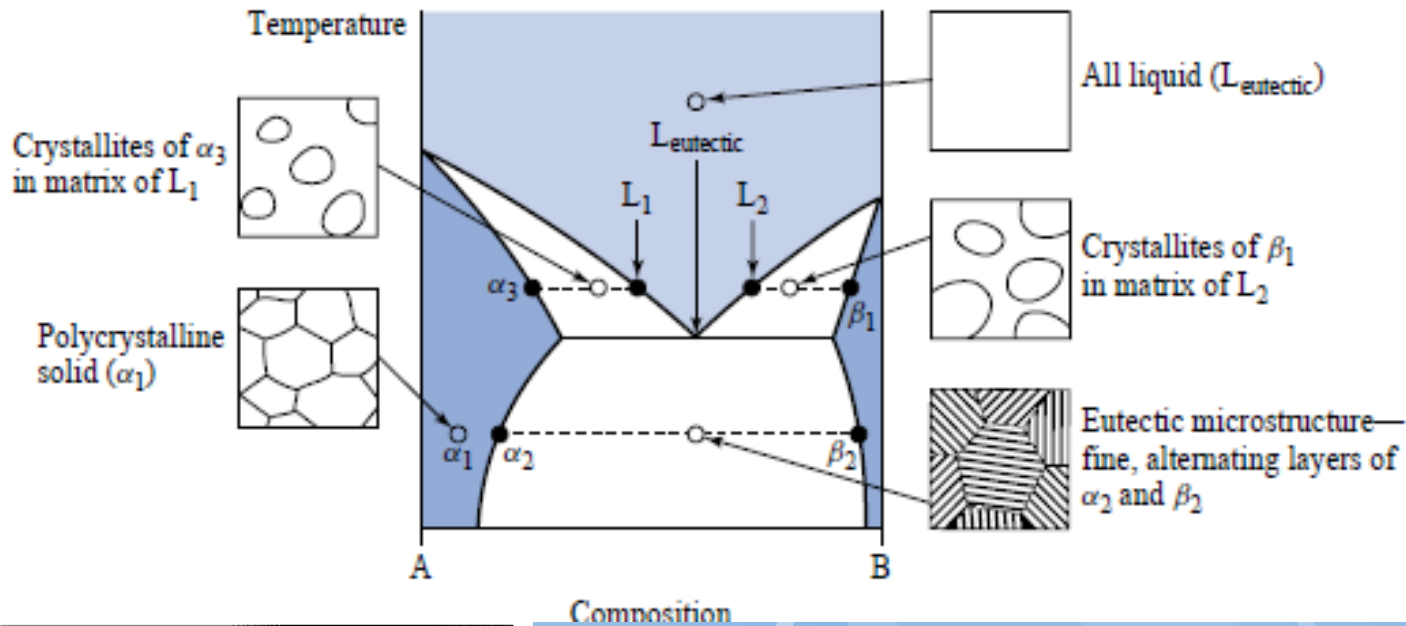 Temperature
All liquid (Leutectic)
Crystallites of α3
in matrix of L1
Leutectic
L1
L2
Crystallites of β1
in matrix of L2
α3
β1
Polycrystalline
solid (α1)
Eutectic microstructure—
fine, alternating layers of
α2 and β2
α1
α2
β2
A
B
Composition